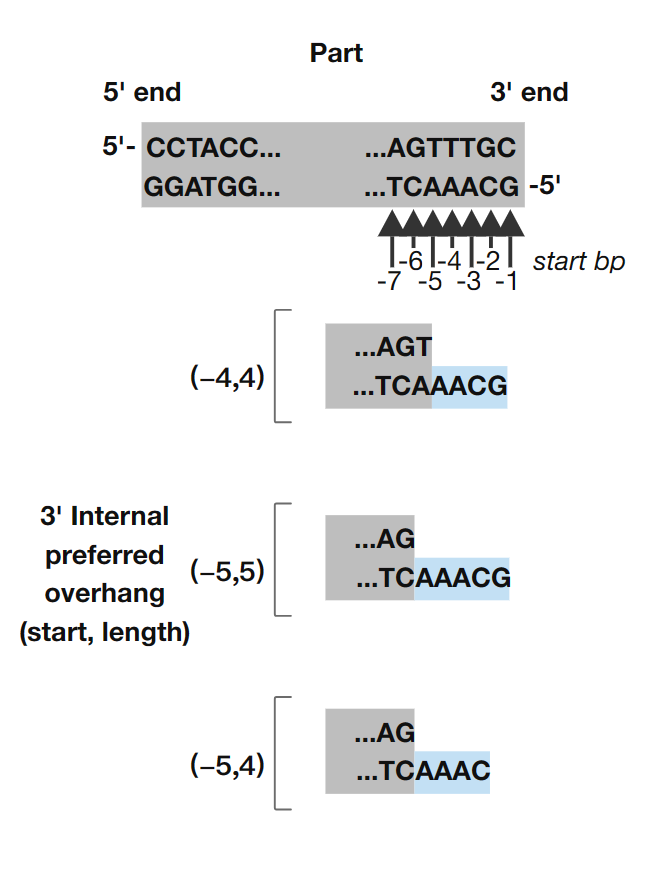 Part
5' end 3' end
5'- CCTACC... ...AGTTTGC
GGATGG... ...TCAAACG -5'
-6 -4 -2 start bp
-7 -5 -3 -1
...AGT
(−4,4)
...TCAAACG
3' Internal
preferred
overhang
(start, length)
...AG
(−5,5)
...TCAAACG
...AG
(−5,4)
...TCAAAC